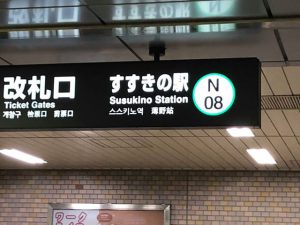 改札口
Ticket Gates
개찰구 检票口 剪票口
すすきの駅
Susukino Station
스스키노역 薄野站
N
08